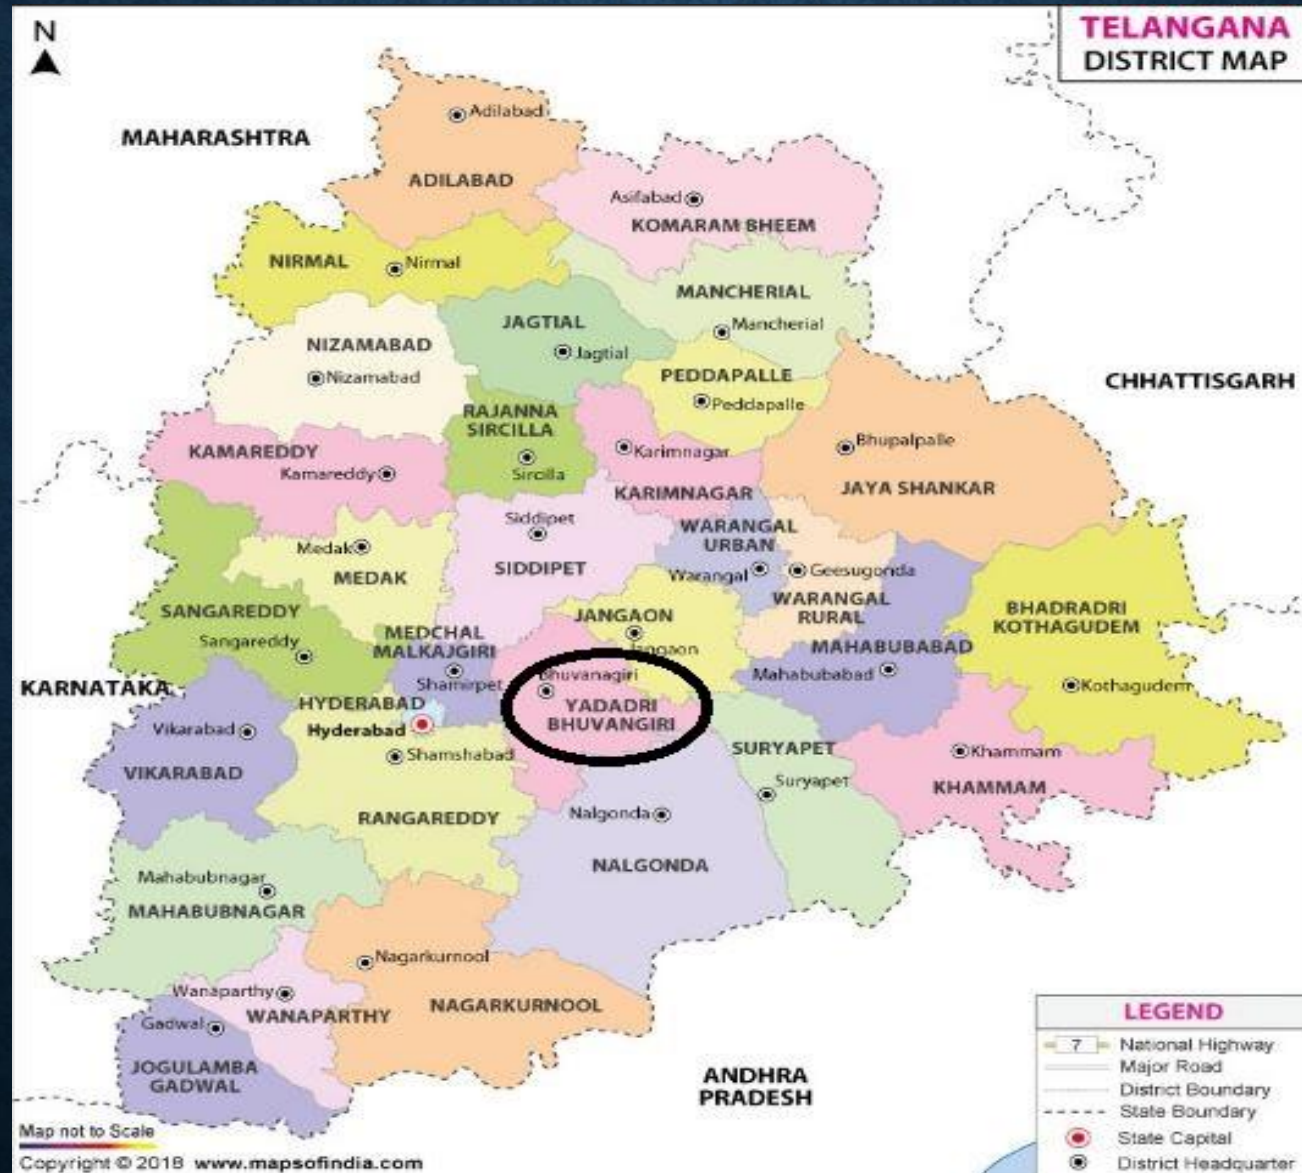 N
TELANGANA
DISTRICT MAP
MAHARASHTRA
Adilabad
ADILABAD
Asifabad
KOMARAM BHEEM
NIRMAL
Nirmal
MANCHERIAL
Mancherial
JAGTIAL
Jagtial
NIZAMABAD
Nizamabad
PEDDAPALLE
Peddapalle
CHHATTISGARH
RAJANNA
SIRCILLA
Sircilla
KAMAREDDY
Kamareddy
Karimnagar
KARIMNAGAR
Bhupalpalle
JAYA SHANKAR
Siddipet
SIDDIPET
Medak
MEDAK
WARANGAL
URBAN
Warangal
Geesugonda
WARANGAL
RURAL
SANGAREDDY
Sangareddy
MEDCHAL
MALKAJGIRI
Shamirpet
JANGAON
Jangaon
MAHABUBABAD
Mahabubabad
BHADRADRI
KOTHAGUDEM
Kothagudem
KARNATAKA
HYDERABAD
Hyderabad
Bhuvanagiri
YADADRI
BHUVANGIRI
Vikarabad
VIKARABAD
Shamshabad
RANGAREDDY
SURYAPET
Suryapet
Khammam
KHAMMAM
Nalgonda
NALGONDA
Mahabubnagar
MAHABUBNAGAR
Nagarkurnool
NAGARKURNOOL
Wanaparthy
WANAPARTHY
Gadwal
JOGULAMBA
GADWAL
ANDHRA
PRADESH
LEGEND
7 National Highway
Major Road
District Boundary
State Boundary
State Capital
District Headquarter
Map not to Scale
Copyright © 2018 www.mapsofindia.com